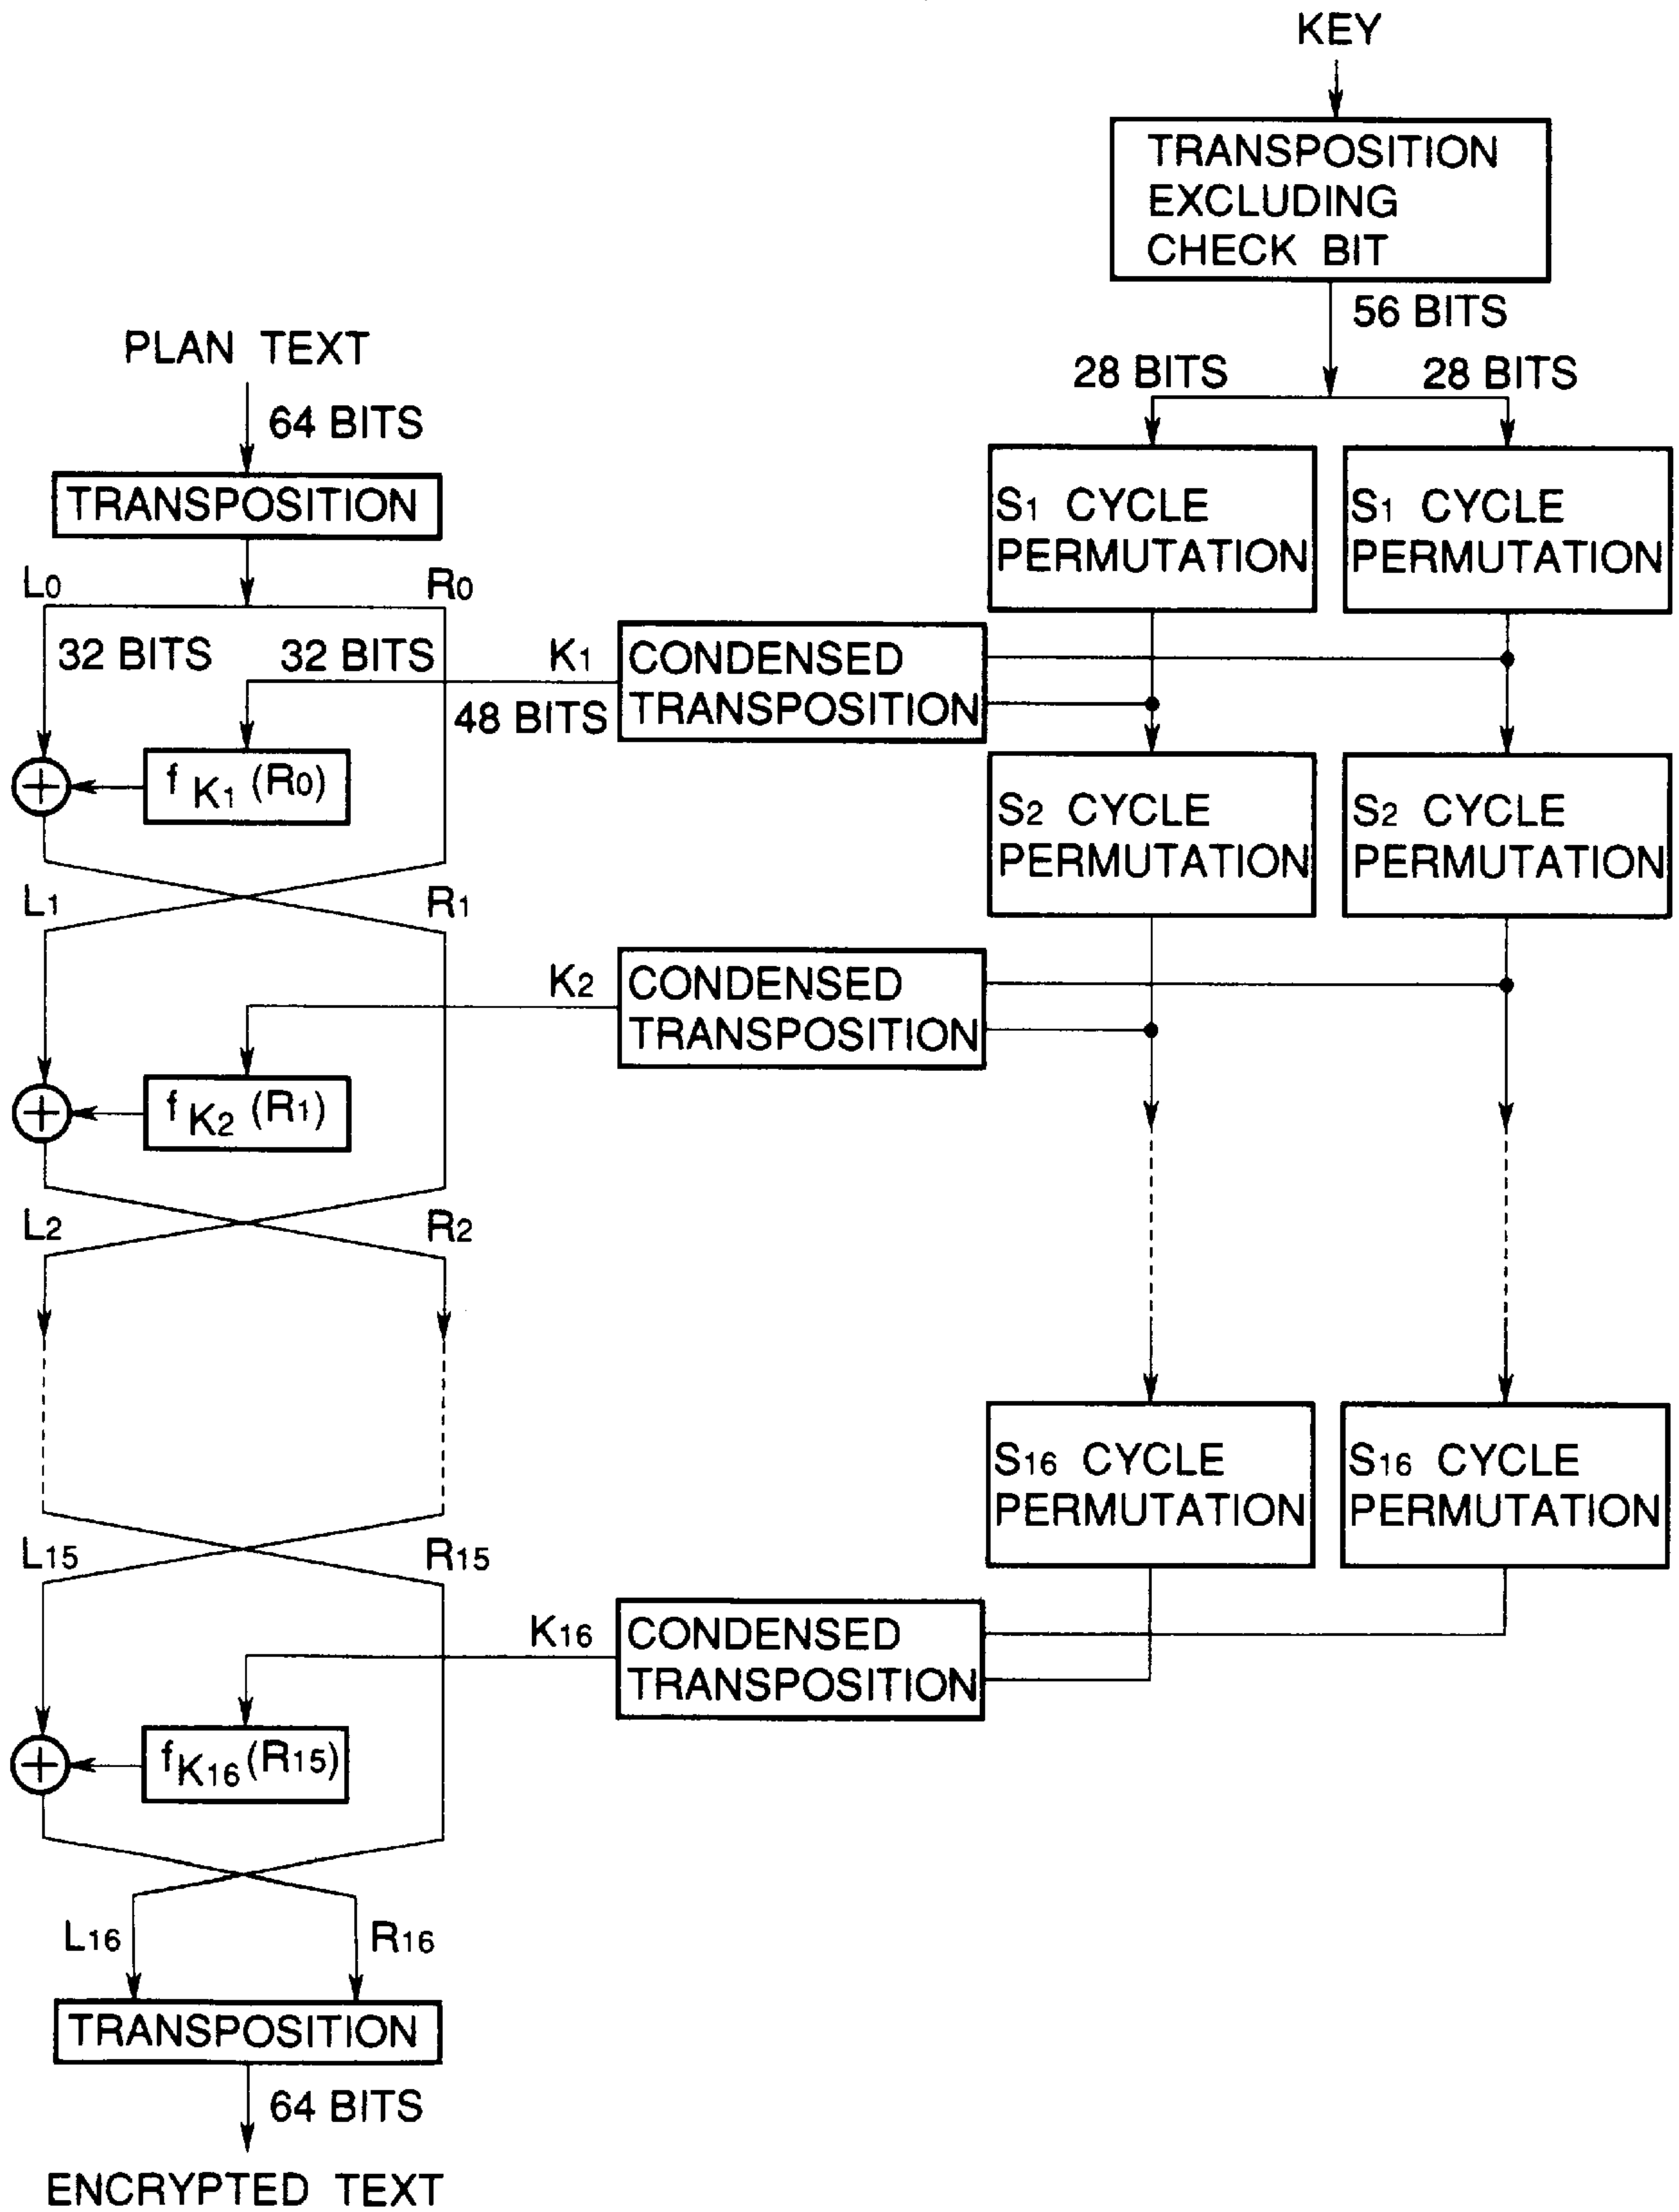 KEY
TRANSPOSITION
EXCLUDING
CHECK BIT
56 BITS
28 BITS 28 BITS
PLAN TEXT
64 BITS
TRANSPOSITION
S1 CYCLE
PERMUTATION
S1 CYCLE
PERMUTATION
L0 R0
32 BITS 32 BITS
K1
48 BITS
CONDENSED
TRANSPOSITION
f K1 (R0)
S2 CYCLE
PERMUTATION
S2 CYCLE
PERMUTATION
L1 R1
K2
CONDENSED
TRANSPOSITION
f K2 (R1)
L2 R2
S16 CYCLE
PERMUTATION
S16 CYCLE
PERMUTATION
L15 R15
K16
CONDENSED
TRANSPOSITION
f K16 (R15)
L16 R16
TRANSPOSITION
64 BITS
ENCRYPTED TEXT